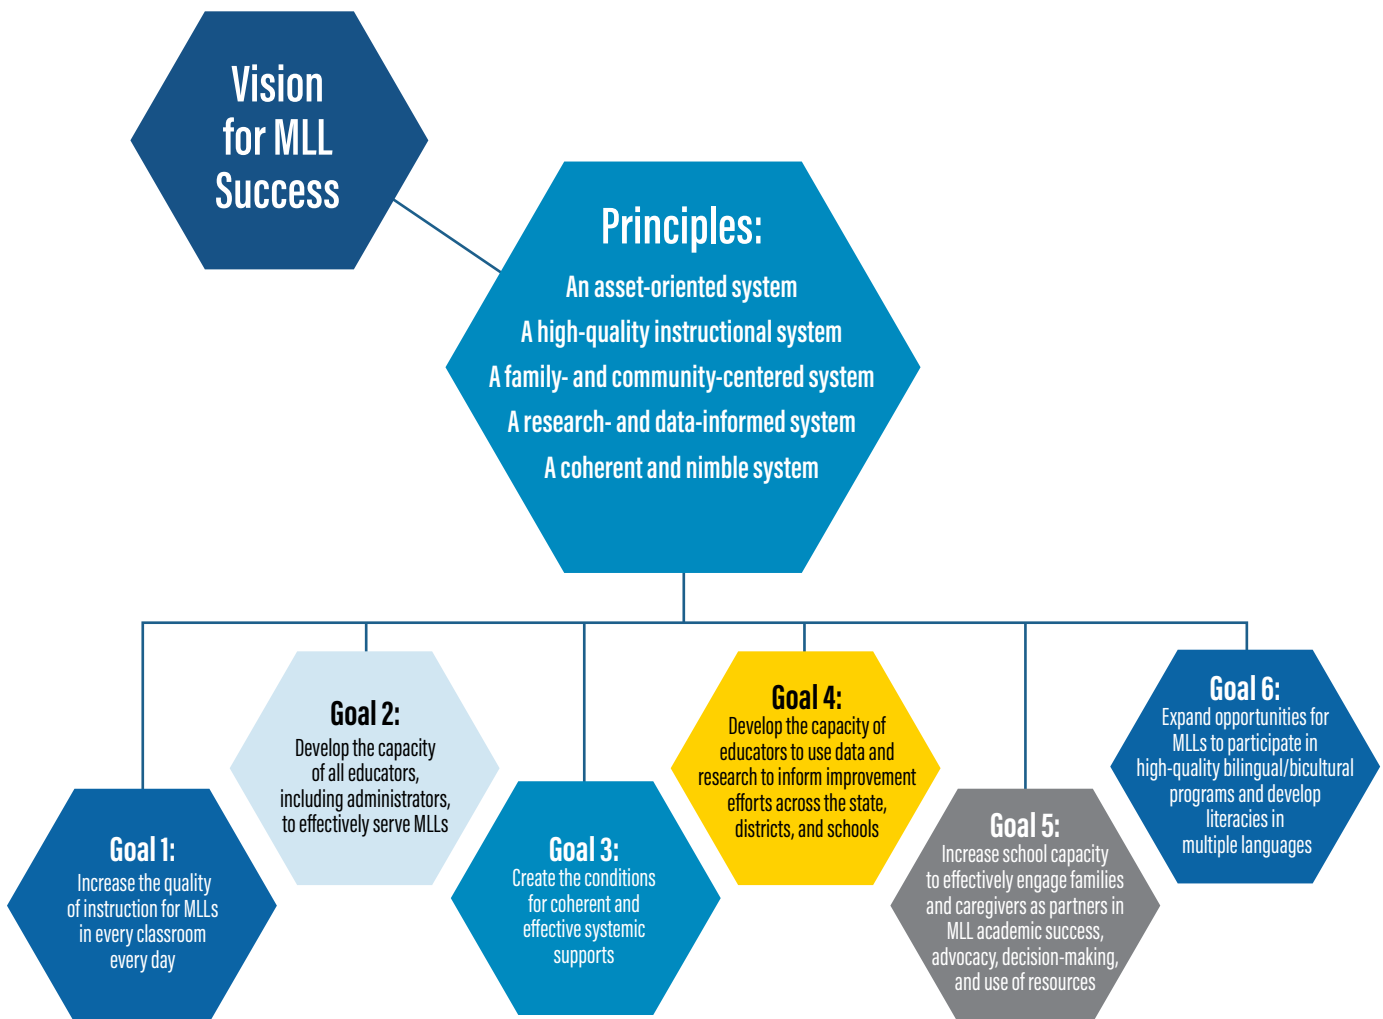 Vision
for MLL
Success
Principles:
An asset-oriented system
A high-quality instructional system
A family- and community-centered system
A research- and data-informed system
A coherent and nimble system
Goal 1:
Increase the quality
of instruction for MLLs
in every classroom
every day
Goal 2:
Develop the capacity
of all educators,
including administrators,
to effectively serve MLLs
Goal 3:
Create the conditions
for coherent and
effective systemic
supports
Goal 4:
Develop the capacity of
educators to use data and
research to inform improvement
efforts across the state,
districts, and schools
Goal 5:
Increase school capacity
to effectively engage families
and caregivers as partners in
MLL academic success,
advocacy, decision-making,
and use of resources
Goal 6:
Expand opportunities for
MLLs to participate in
high-quality bilingual/bicultural
programs and develop
literacies in
multiple languages